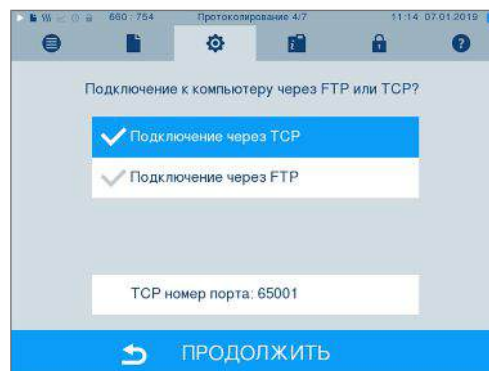 660 : 754 Протоколирование 4/7 11:14 07.01.2019
Подключение к компьютеру через FTP или TCP?
Подключение через TCP
Подключение через FTP
TCP номер порта: 65001
ПРОДОЛЖИТЬ